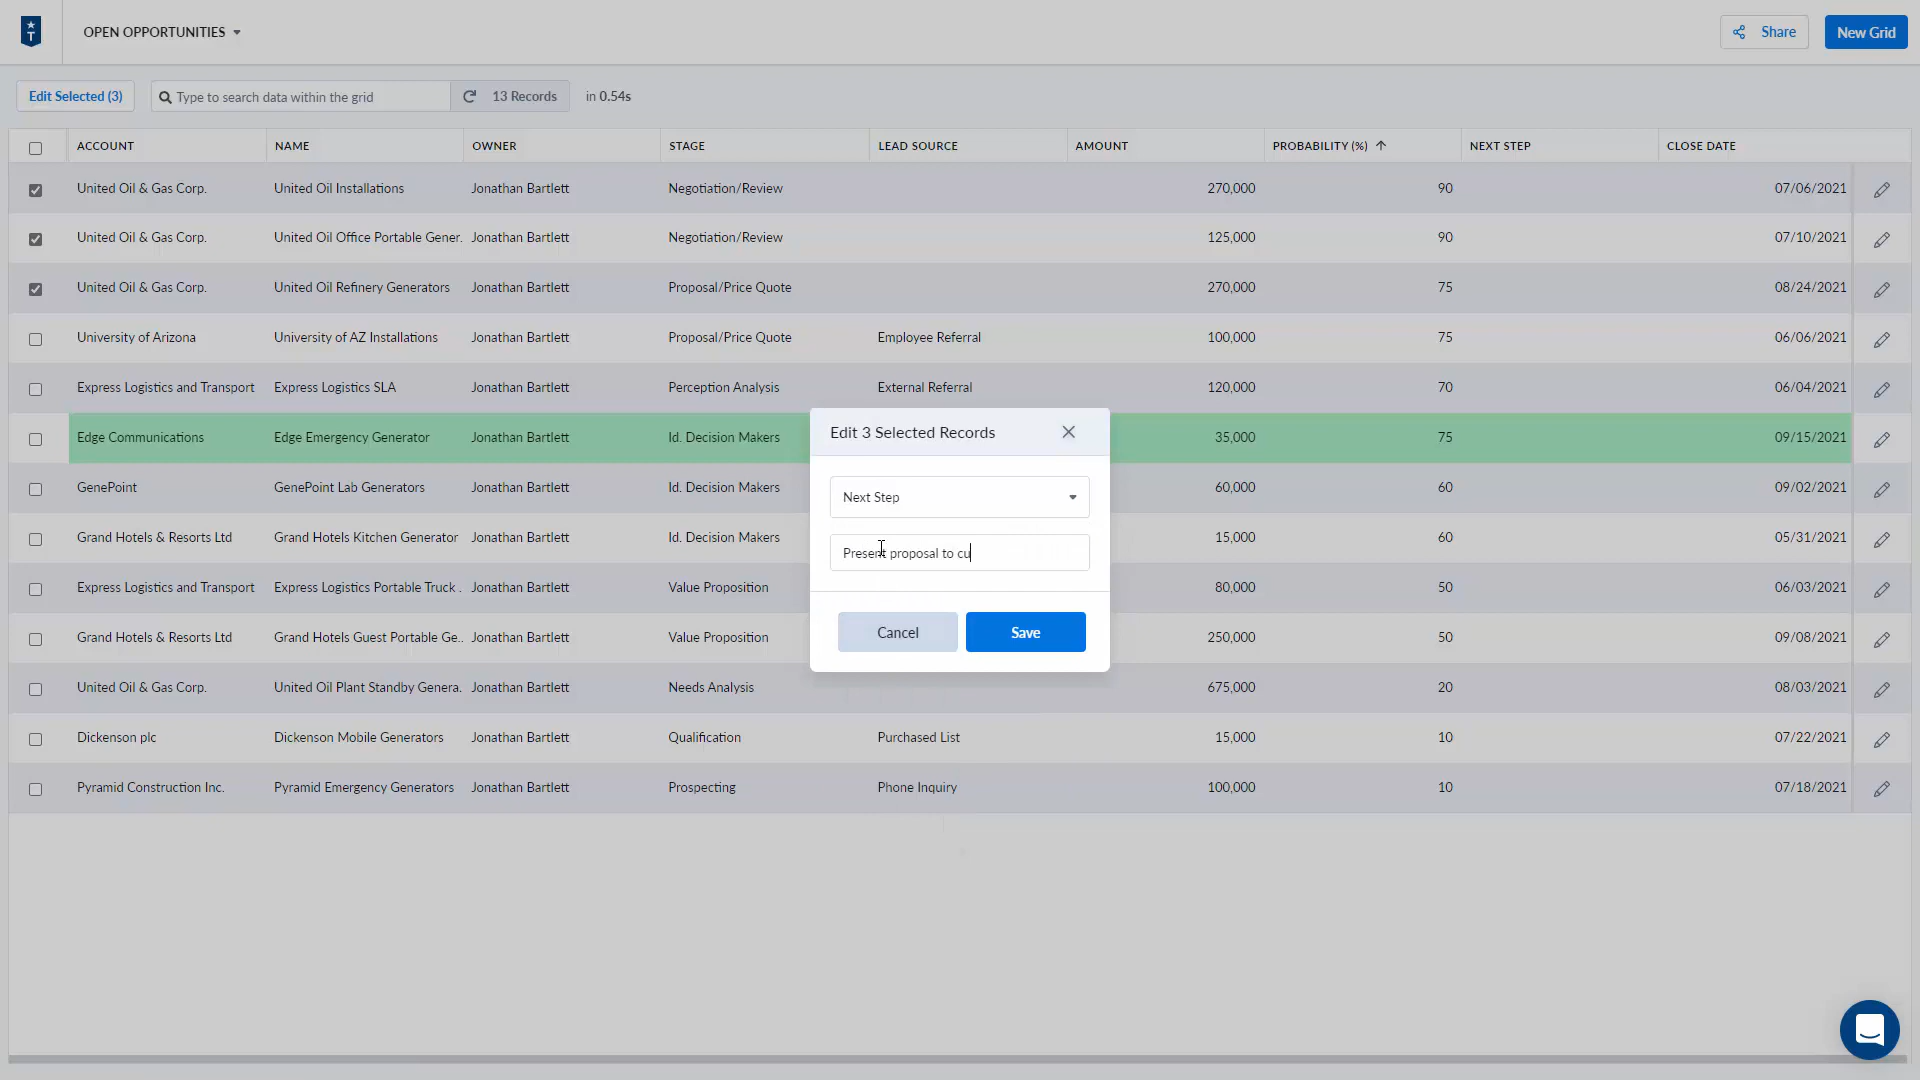 OPEN OPPORTUNITIES
Share
New Grid
Edit Selected (3)
Type to search data within the grid
13 Records
in 0.54s
ACCOUNT NAME OWNER STAGE LEAD SOURCE AMOUNT PROBABILITY (%) NEXT STEP CLOSE DATE
United Oil & Gas Corp. United Oil Installations Jonathan Bartlett Negotiation/Review 270,000 90 07/06/2021
United Oil & Gas Corp. United Oil Office Portable Gener. Jonathan Bartlett Negotiation/Review 125,000 90 07/10/2021
United Oil & Gas Corp. United Oil Refinery Generators Jonathan Bartlett Proposal/Price Quote 270,000 75 08/24/2021
University of Arizona University of AZ Installations Jonathan Bartlett Proposal/Price Quote Employee Referral 100,000 75 06/06/2021
Express Logistics and Transport Express Logistics SLA Jonathan Bartlett Perception Analysis External Referral 120,000 70 06/04/2021
Edge Communications Edge Emergency Generator Jonathan Bartlett Id. Decision Makers 35,000 75 09/15/2021
GenePoint GenePoint Lab Generators Jonathan Bartlett Id. Decision Makers 60,000 60 09/02/2021
Grand Hotels & Resorts Ltd Grand Hotels Kitchen Generator Jonathan Bartlett Id. Decision Makers 15,000 60 05/31/2021
Express Logistics and Transport Express Logistics Portable Truck . Jonathan Bartlett Value Proposition 80,000 50 06/03/2021
Grand Hotels & Resorts Ltd Grand Hotels Guest Portable Ge.. Jonathan Bartlett Value Proposition 250,000 50 09/08/2021
United Oil & Gas Corp. United Oil Plant Standby Genera. Jonathan Bartlett Needs Analysis 675,000 20 08/03/2021
Dickenson plc Dickenson Mobile Generators Jonathan Bartlett Qualification Purchased List 15,000 10 07/22/2021
Pyramid Construction Inc. Pyramid Emergency Generators Jonathan Bartlett Prospecting Phone Inquiry 100,000 10 07/18/2021
Edit 3 Selected Records
Next Step
Present proposal to cu
Cancel
Save